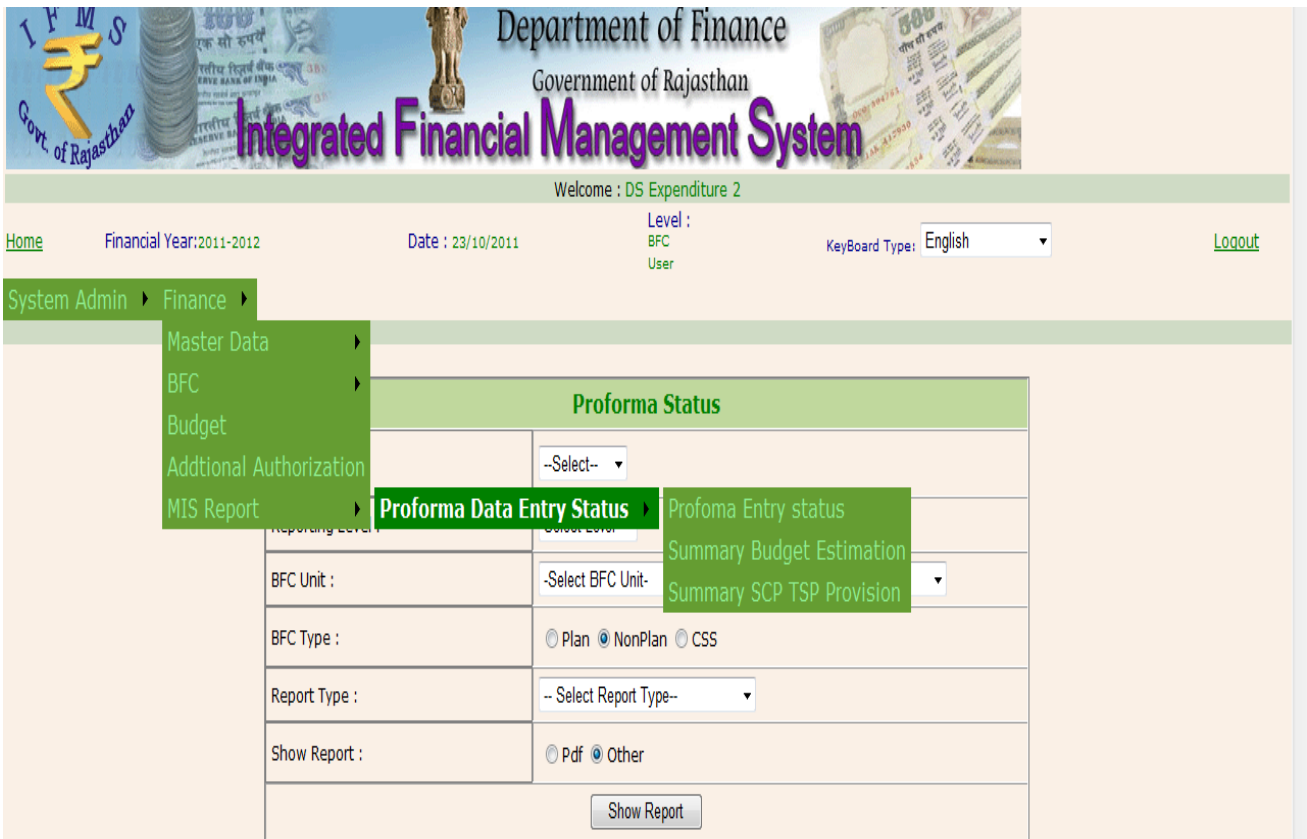 I F M S
Govt. of Rajasthan
एक सौ रुपये
Department of Finance
Government of Rajasthan
Integrated Financial Management System
Welcome : DS Expenditure 2
Home Financial Year:2011-2012 Date : 23/10/2011 Level : BFC User KeyBoard Type: English Logout
System Admin Finance
Master Data
BFC
Budget
Addtional Authorization
MIS Report
Proforma Data Entry Status
Profoma Entry status
Summary Budget Estimation
Summary SCP TSP Provision
Proforma Status
--Select--
BFC Unit : -Select BFC Unit-
BFC Type : Plan NonPlan CSS
Report Type : -- Select Report Type--
Show Report : Pdf Other
Show Report